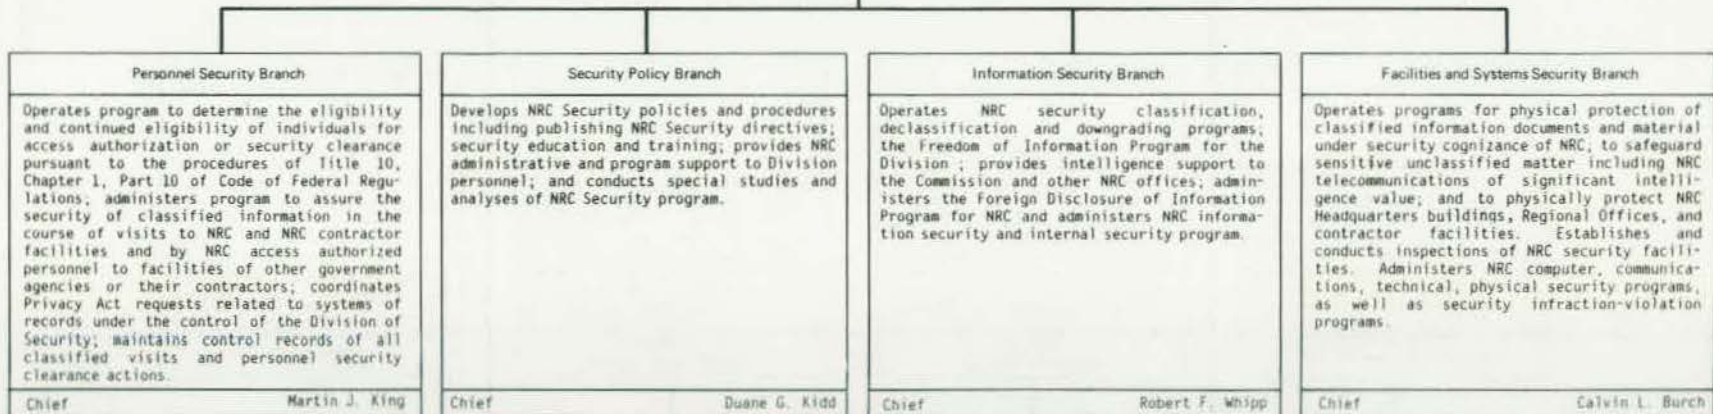 Personnel Security Branch
Operates program to determine the eligibility
and continued eligibility of individuals for
access authorization or security clearance
pursuant to the procedures of Title 10,
Chapter 1, Part 10 of Code of Federal Regu-
lations; administers program to assure the
security of classified information in the
course of visits to NRC and NRC contractor
facilities and by NRC access authorized
personnel to facilities of other government
agencies or their contractors; coordinates
Privacy Act requests related to systems of
records under the control of the Division of
Security; maintains control records of all
classified visits and personnel security
clearance actions.
Chief Martin J. King
Security Policy Branch
Develops NRC Security policies and procedures
including publishing NRC Security directives;
security education and training; provides NRC
administrative and program support to Division
personnel; and conducts special studies and
analyses of NRC Security program.
Chief Duane G. Kidd
Information Security Branch
Operates NRC security classification,
declassification and downgrading programs;
the Freedom of Information Program for the
Division ; provides intelligence support to
the Commission and other NRC offices; admin-
isters the Foreign Disclosure of Information
Program for NRC and administers NRC informa-
tion security and internal security program.
Chief Robert F. Whipp
Facilities and Systems Security Branch
Operates programs for physical protection of
classified information documents and material
under security cognizance of NRC; to safeguard
sensitive unclassified matter including NRC
telecommunications of significant intelli-
gence value; and to physically protect NRC
Headquarters buildings, Regional Offices, and
contractor facilities. Establishes and
conducts inspections of NRC security facili-
ties. Administers NRC computer, communica-
tions, technical, physical security programs,
as well as security infraction-violation
programs.
Chief Calvin L. Burch